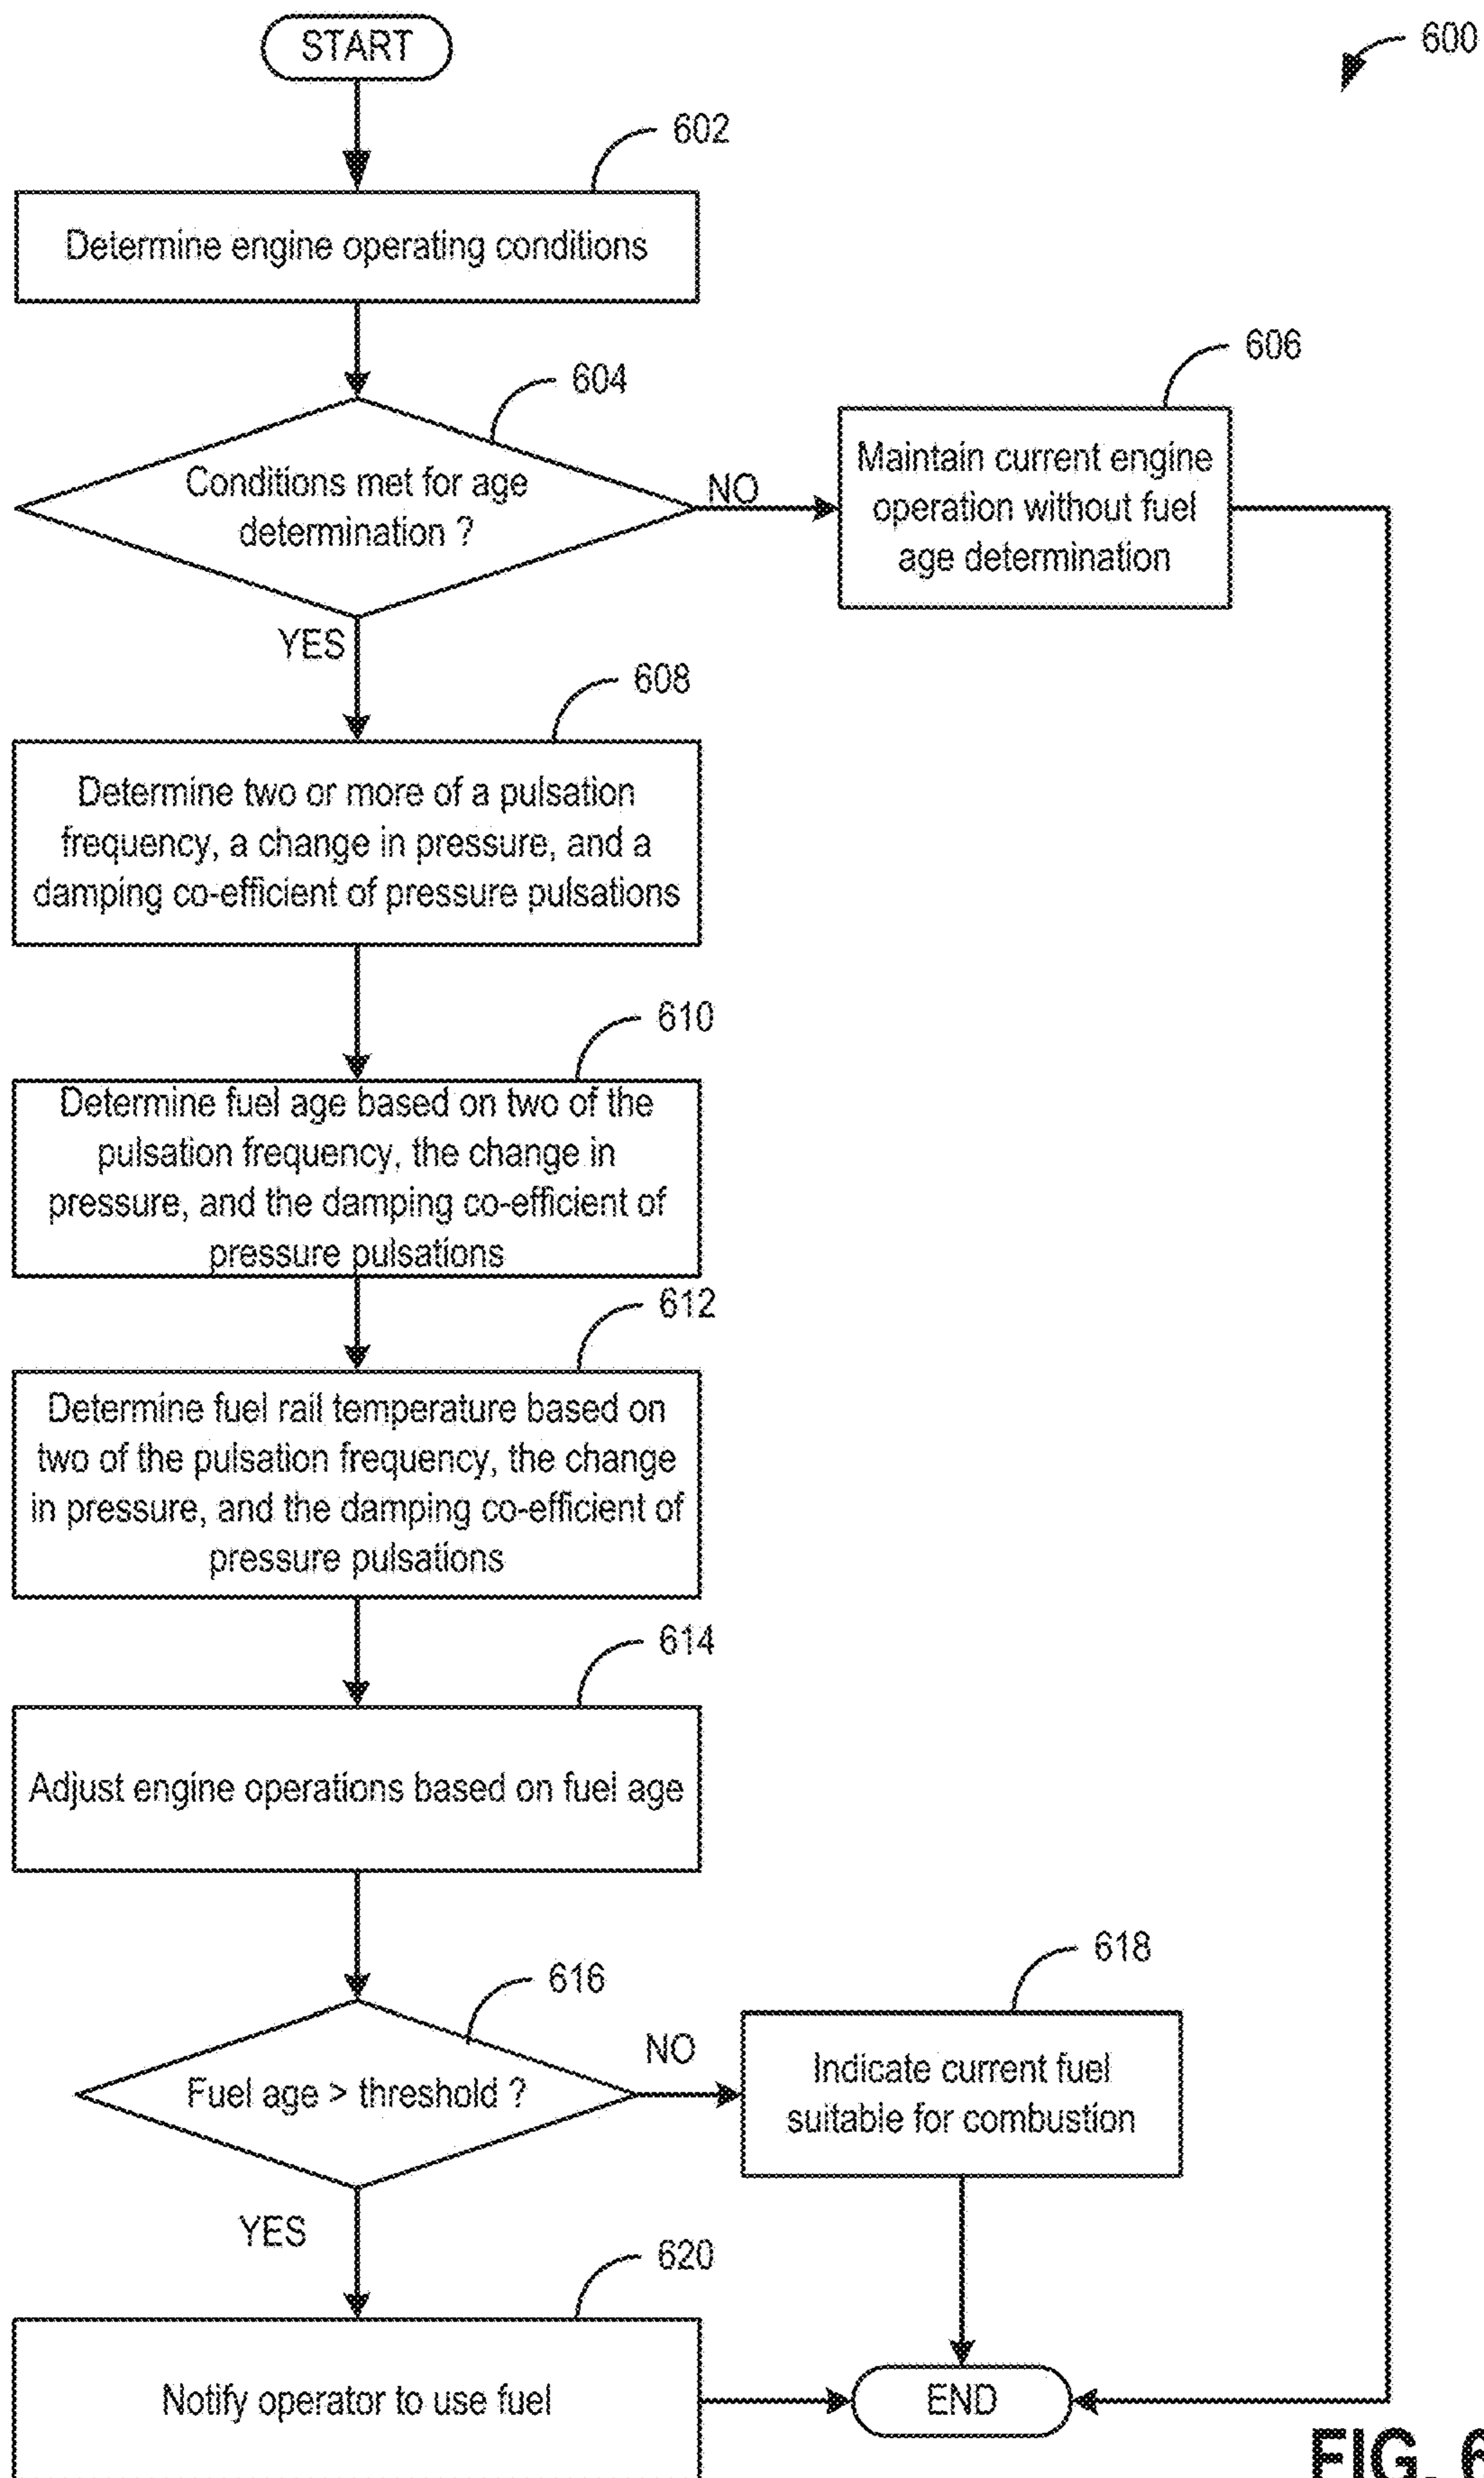 START
600
602
Determine engine operating conditions
604
606
Conditions met for age
determination ?
NO
Maintain current engine
operation without fuel
age determination
YES
608
Determine two or more of a pulsation
frequency, a change in pressure, and a
damping co-efficient of pressure pulsations
610
Determine fuel age based on two of the
pulsation frequency, the change in
pressure, and the damping co-efficient of
pressure pulsations
612
Determine fuel rail temperature based on
two of the pulsation frequency, the change
in pressure, and the damping co-efficient of
pressure pulsations
614
Adjust engine operations based on fuel age
616
618
Fuel age > threshold ?
NO
Indicate current fuel
suitable for combustion
YES
620
Notify operator to use fuel
END
FIG. 6